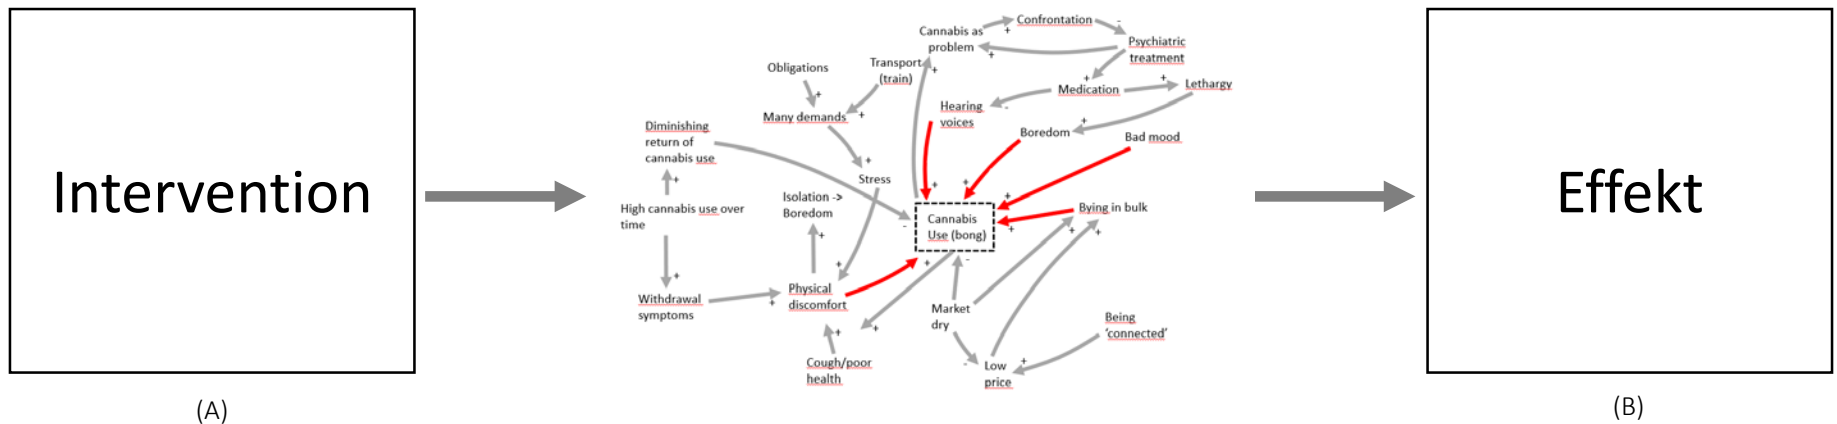 Intervention
(A)
Cannabis as
problem
Confrontation
Psychiatric
treatment
Obligations
Transport
(train)
Medication
Lethargy
Many demands
Hearing
voices
Boredom
Bad mood
Diminishing
return of
cannabis use
Stress
Isolation ->
Boredom
High cannabis use over
time
Cannabis
Use (bong)
Bying in bulk
Withdrawal
symptoms
Physical
discomfort
Market
dry
Being
‘connected’
Cough/poor
health
Low
price
Effekt
(B)